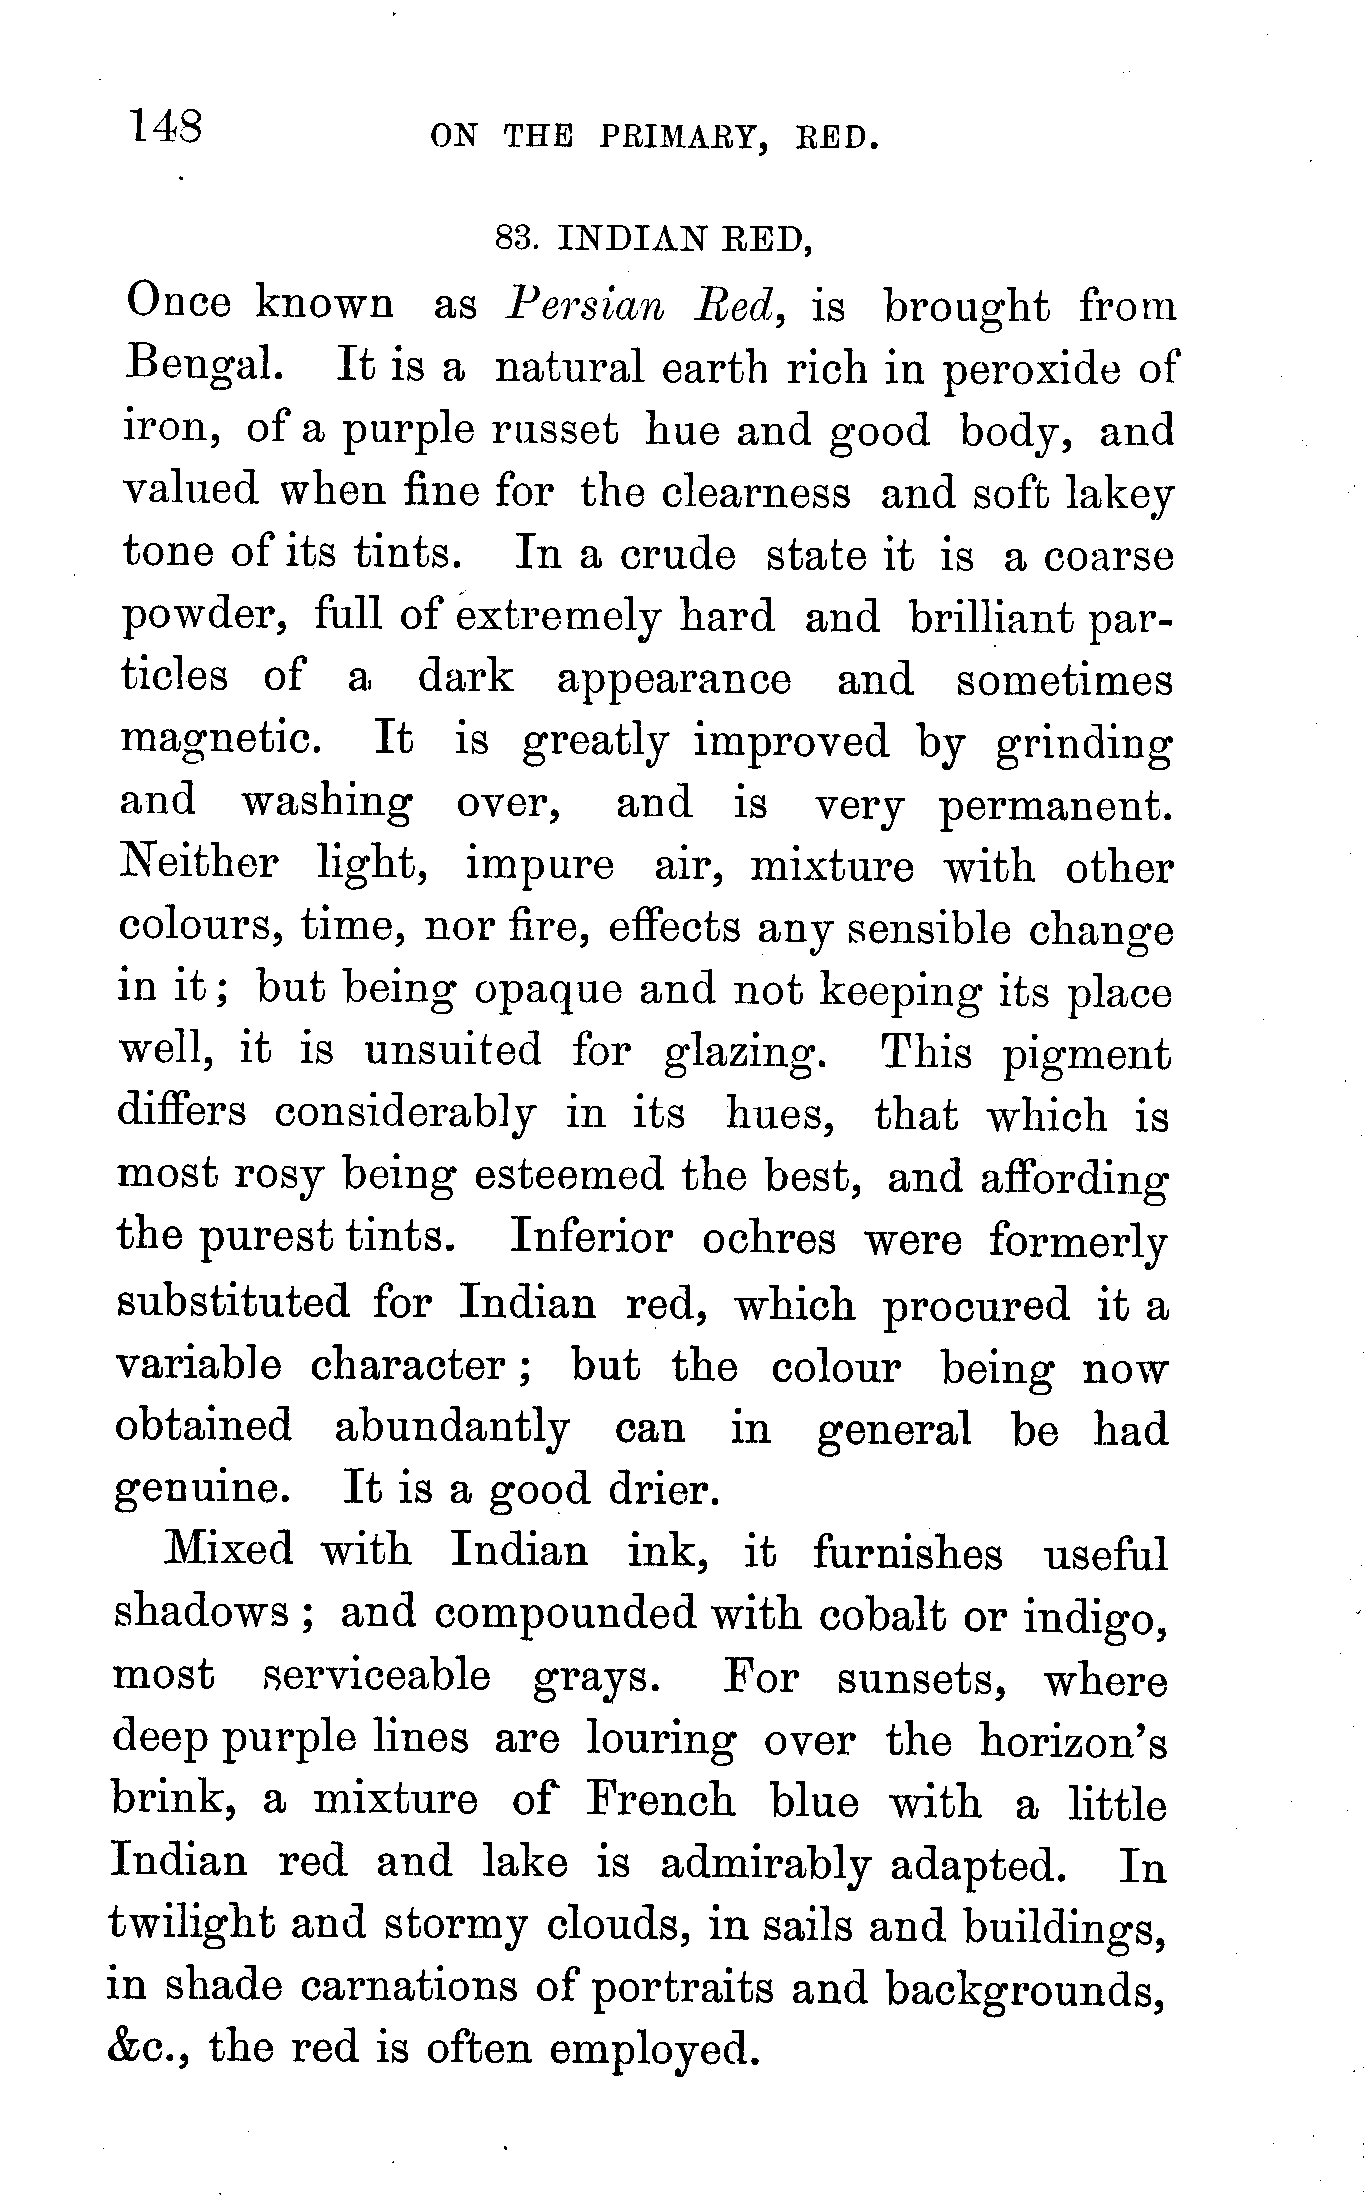 148 ON THE PRIMARY, RED.
83. INDIAN RED,
Once known as Persian Red, is brought from
Bengal. It is a natural earth rich in peroxide of
iron, of a purple russet hue and good body, and
valued when fine for the clearness and soft lakey
tone of its tints. In a crude state it is a coarse
powder, full of extremely hard and brilliant par-
ticles of a dark appearance and sometimes
magnetic. It is greatly improved by grinding
and washing over, and is very permanent.
Neither light, impure air, mixture with other
colours, time, nor fire, effects any sensible change
in it; but being opaque and not keeping its place
well, it is unsuited for glazing. This pigment
differs considerably in its hues, that which is
most rosy being esteemed the best, and affording
the purest tints. Inferior ochres were formerly
substituted for Indian red, which procured it a
variable character; but the colour being now
obtained abundantly can in general be had
genuine. It is a good drier.
Mixed with Indian ink, it furnishes useful
shadows; and compounded with cobalt or indigo,
most serviceable grays. For sunsets, where
deep purple lines are louring over the horizon's
brink, a mixture of French blue with a little
Indian red and lake is admirably adapted. In
twilight and stormy clouds, in sails and buildings,
in shade carnations of portraits and backgrounds,
&c., the red is often employed.